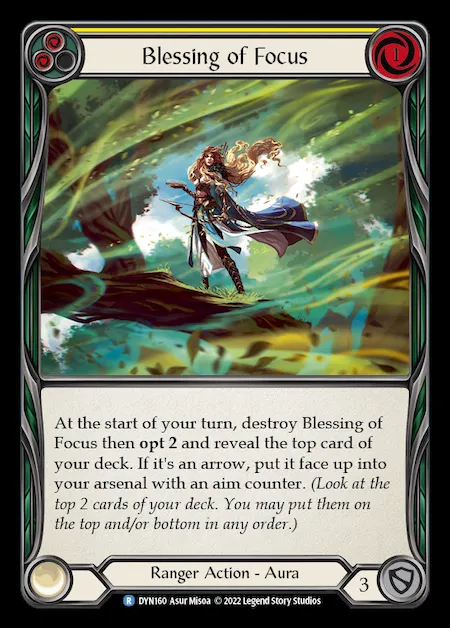 Blessing of Focus
1
At the start of your turn, destroy Blessing of
Focus then opt 2 and reveal the top card of
your deck. If it's an arrow, put it face up into
your arsenal with an aim counter. (Look at the
top 2 cards of your deck. You may put them on
the top and/or bottom in any order.)
Ranger Action - Aura
3
R DYN160 Asur Misoa © 2022 Legend Story Studios